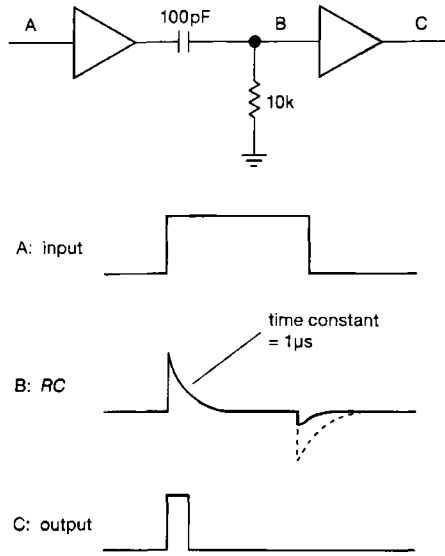 A
100pF
B
C
10k
A: input
time constant
= 1µs
B: RC
C: output